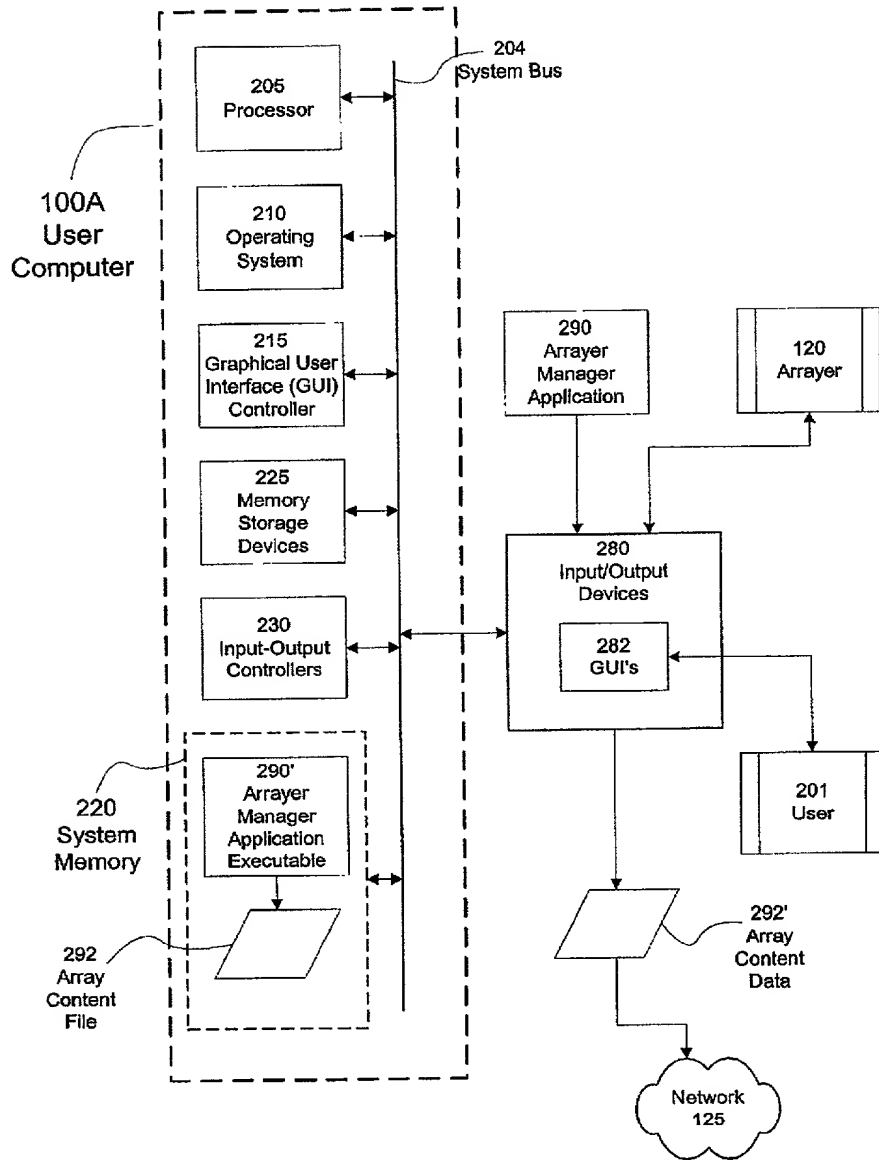 204
System Bus
205
Processor
100A
User
Computer
210
Operating
System
215
Graphical User
Interface (GUI)
Controller
225
Memory
Storage
Devices
230
Input-Output
Controllers
220
System
Memory
290'
Arrayer
Manager
Application
Executable
292
Array
Content
File
290
Arrayer
Manager
Application
120
Arrayer
280
Input/Output
Devices
282
GUI's
201
User
292'
Array
Content
Data
Network
125